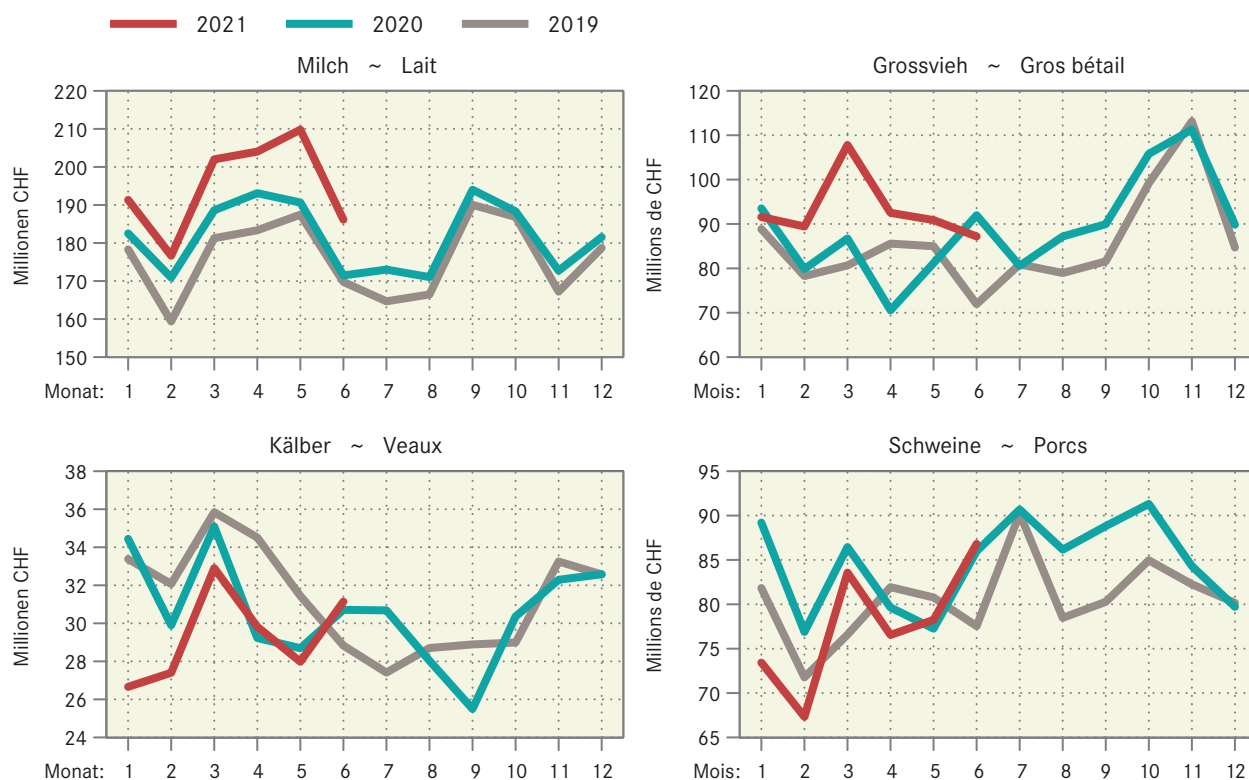 2021 2020 2019
Milch ~ Lait
Millionen CHF
220
210
200
190
180
170
160
150
Monat: 1 2 3 4 5 6 7 8 9 10 11 12
Grossvieh ~ Gros bétail
Millions de CHF
120
110
100
90
80
70
60
Mois: 1 2 3 4 5 6 7 8 9 10 11 12
Kälber ~ Veaux
Millionen CHF
38
36
34
32
30
28
26
24
Monat: 1 2 3 4 5 6 7 8 9 10 11 12
Schweine ~ Porcs
Millions de CHF
95
90
85
80
75
70
65
Mois: 1 2 3 4 5 6 7 8 9 10 11 12